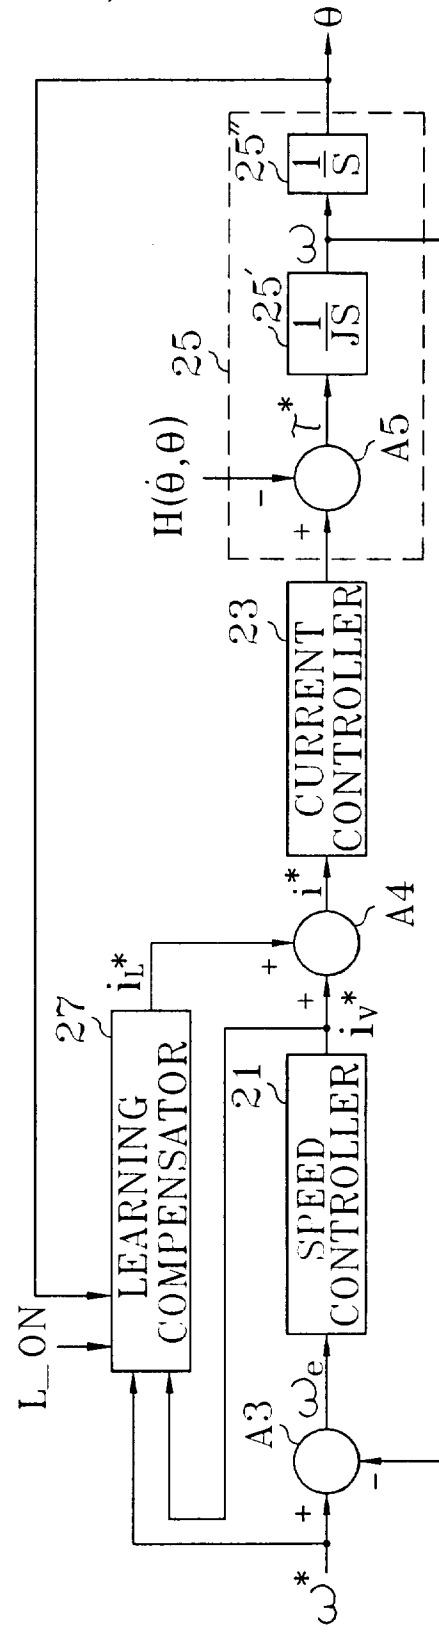 θ
25″
1
S
ω
25′
1
JS
25
τ*
A5
H(θ̇,θ)
-
+
23
CURRENT
CONTROLLER
i*
A4
iL*
+
+
iV*
27
LEARNING
COMPENSATOR
21
SPEED
CONTROLLER
L_ON
ωe
A3
+
-
ω*